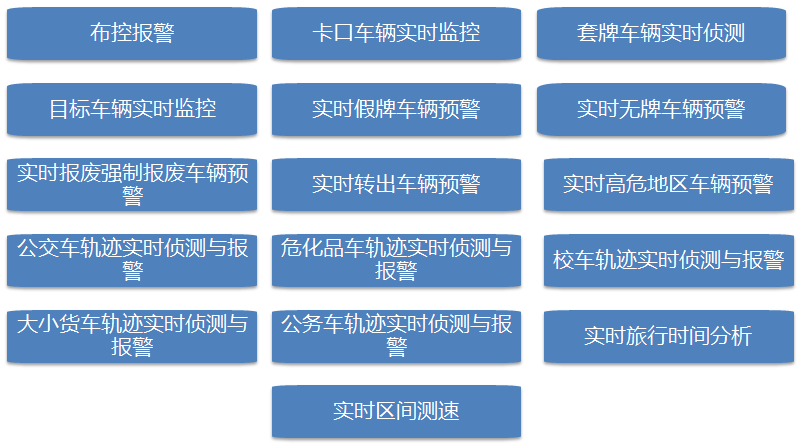 布控报警
卡口车辆实时监控
套牌车辆实时侦测
目标车辆实时监控
实时假牌车辆预警
实时无牌车辆预警
实时报废强制报废车辆预
警
实时转出车辆预警
实时高危地区车辆预警
公交车轨迹实时侦测与报
警
危化品车轨迹实时侦测与
报警
校车轨迹实时侦测与报警
大小货车轨迹实时侦测与
报警
公务车轨迹实时侦测与报
警
实时旅行时间分析
实时区间测速